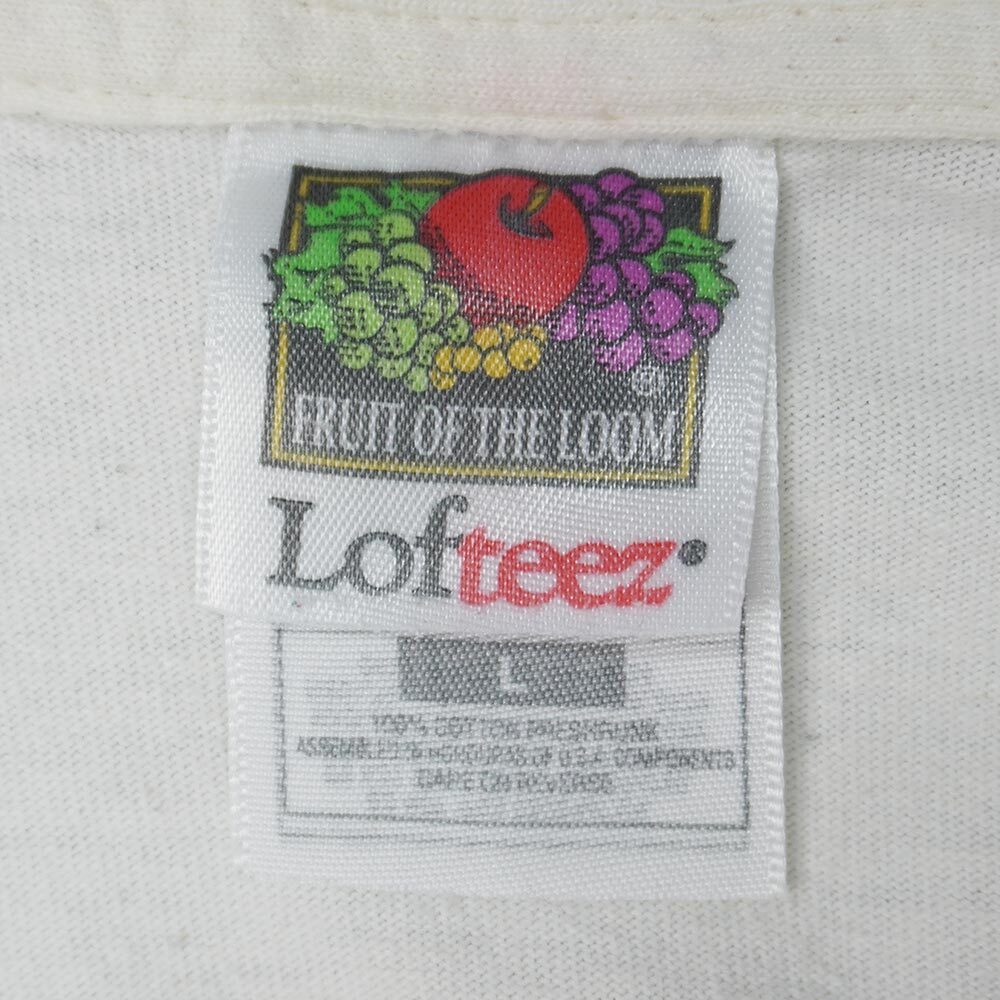 ®
FRUIT OF THE LOOM
Lofteez®
L
100% COTTON PRESHRUNK
ASSEMBLED IN HONDURAS OF U.S.A. COMPONENTS
CARE ON REVERSE